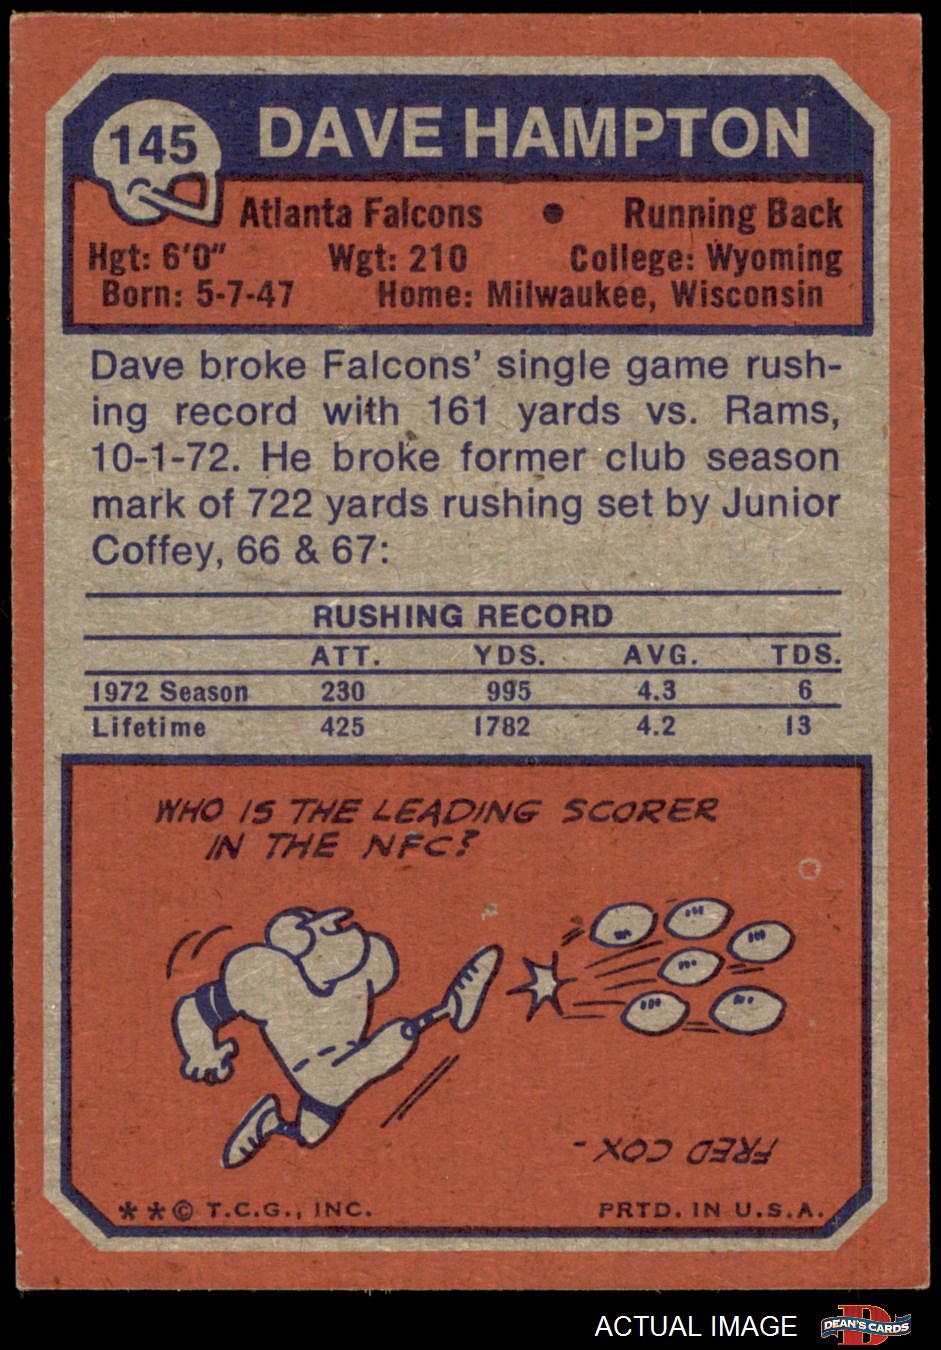 145
DAVE HAMPTON
Atlanta Falcons • Running Back
Hgt: 6'0" Wgt: 210 College: Wyoming
Born: 5-7-47 Home: Milwaukee, Wisconsin
Dave broke Falcons' single game rush-
ing record with 161 yards vs. Rams,
10-1-72. He broke former club season
mark of 722 yards rushing set by Junior
Coffey, 66 & 67:
RUSHING RECORD
ATT. YDS. AVG. TDS.
1972 Season 230 995 4.3 6
Lifetime 425 1782 4.2 13
WHO IS THE LEADING SCORER
IN THE NFC?
FRED COX -
** © T.C.G., INC. PRTD. IN U.S.A.
ACTUAL IMAGE
D
DEAN'S CARDS